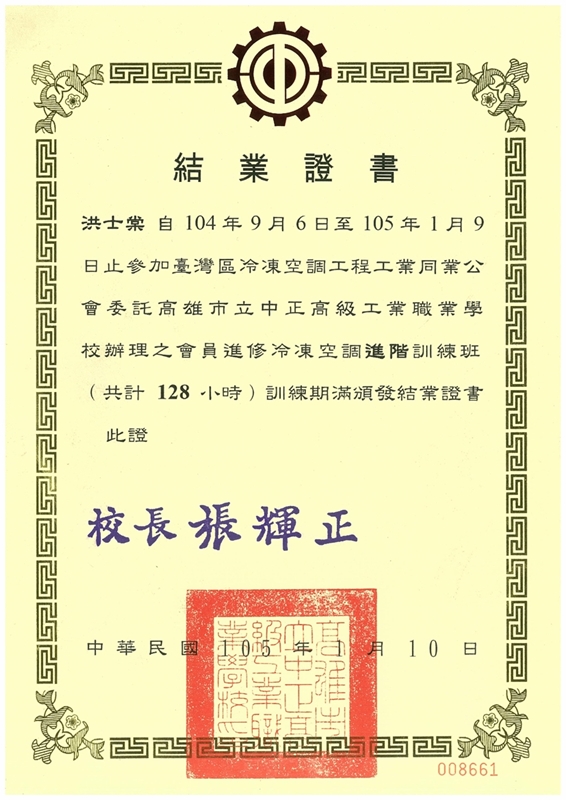 結業證書
洪士棠 自 104 年 9 月 6 日至 105 年 1 月 9
日止參加臺灣區冷凍空調工程工業同業公
會委託高雄市立中正高級工業職業學
校辦理之會員進修冷凍空調進階訓練班
（共計 128 小時）訓練期滿頒發結業證書
此證
校長張輝正
高雄市
立中正高
級工業職
業學校
中華民國 105 年 1 月 10 日
008661